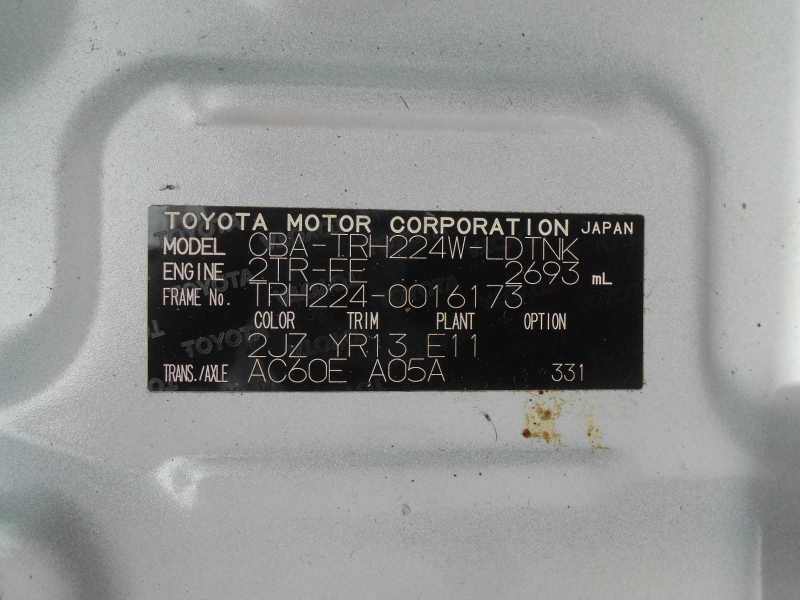 TOYOTA MOTOR CORPORATION JAPAN
MODEL CBA-TRH224W-LDTNK
ENGINE 2TR-FE 2693 mL
FRAME No. TRH224-0016173
COLOR TRIM PLANT OPTION
2JZ YR13 E11
TRANS./AXLE AC60E A05A 331